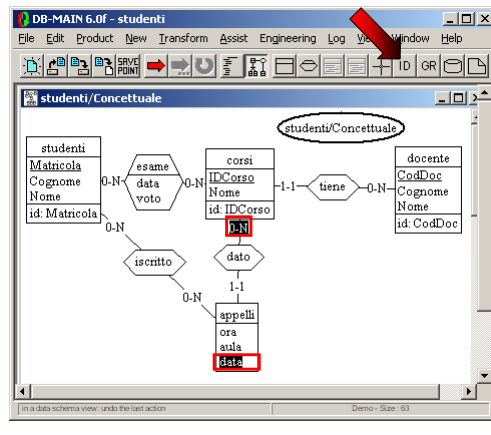 DB-MAIN 6.0f - studenti
File Edit Product New Transform Assist Engineering Log View Window Help
SAVE POINT ID GR
studenti/Concettuale
studenti/Concettuale
studenti
Matricola
Cognome
Nome
id: Matricola
0-N
esame
data
voto
0-N
corsi
IDCorso
Nome
id: IDCorso
1-1
tiene
0-N
docente
CodDoc
Cognome
Nome
id: CodDoc
0-N
0-N
iscritto
dato
0-N
1-1
appelli
ora
aula
data
in a data schema view: undo the last action
Demo - Size : 63